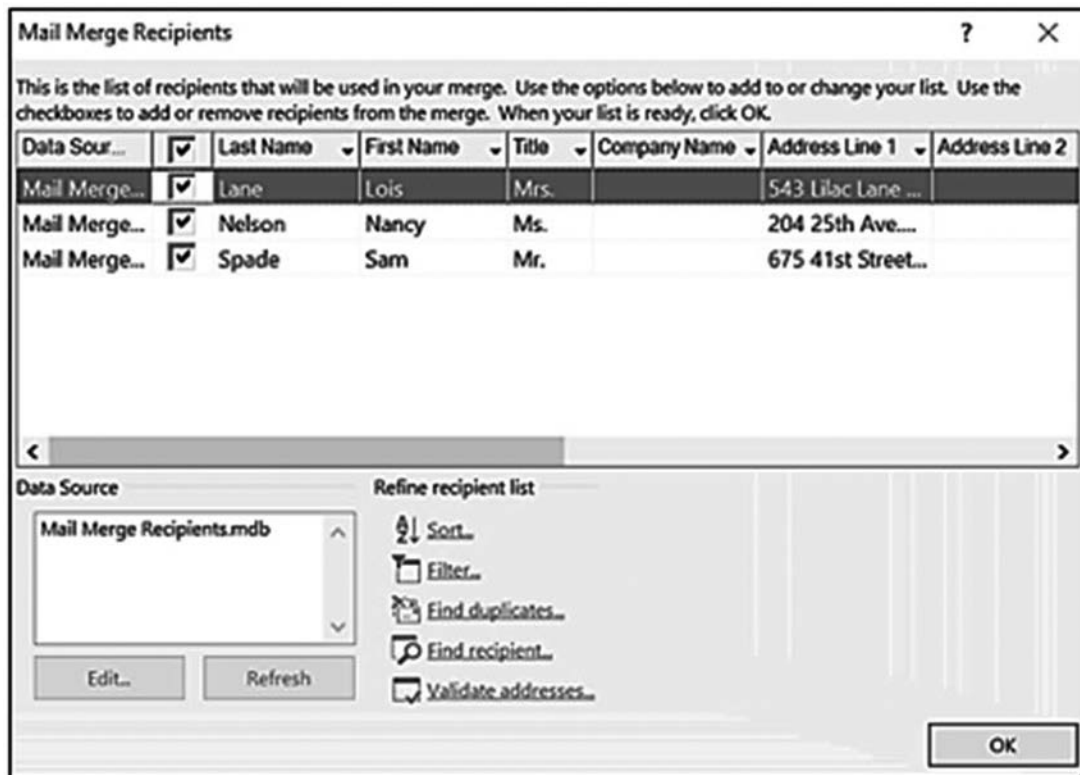 Mail Merge Recipients ? ×
This is the list of recipients that will be used in your merge. Use the options below to add to or change your list. Use the
checkboxes to add or remove recipients from the merge. When your list is ready, click OK.
Data Sour... Last Name First Name Title Company Name Address Line 1 Address Line 2
Mail Merge... Lane Lois Mrs. 543 Lilac Lane ...
Mail Merge... Nelson Nancy Ms. 204 25th Ave....
Mail Merge... Spade Sam Mr. 675 41st Street...
Data Source Refine recipient list
Mail Merge Recipients.mdb
Sort...
Filter...
Find duplicates...
Find recipient...
Validate addresses...
Edit... Refresh
OK